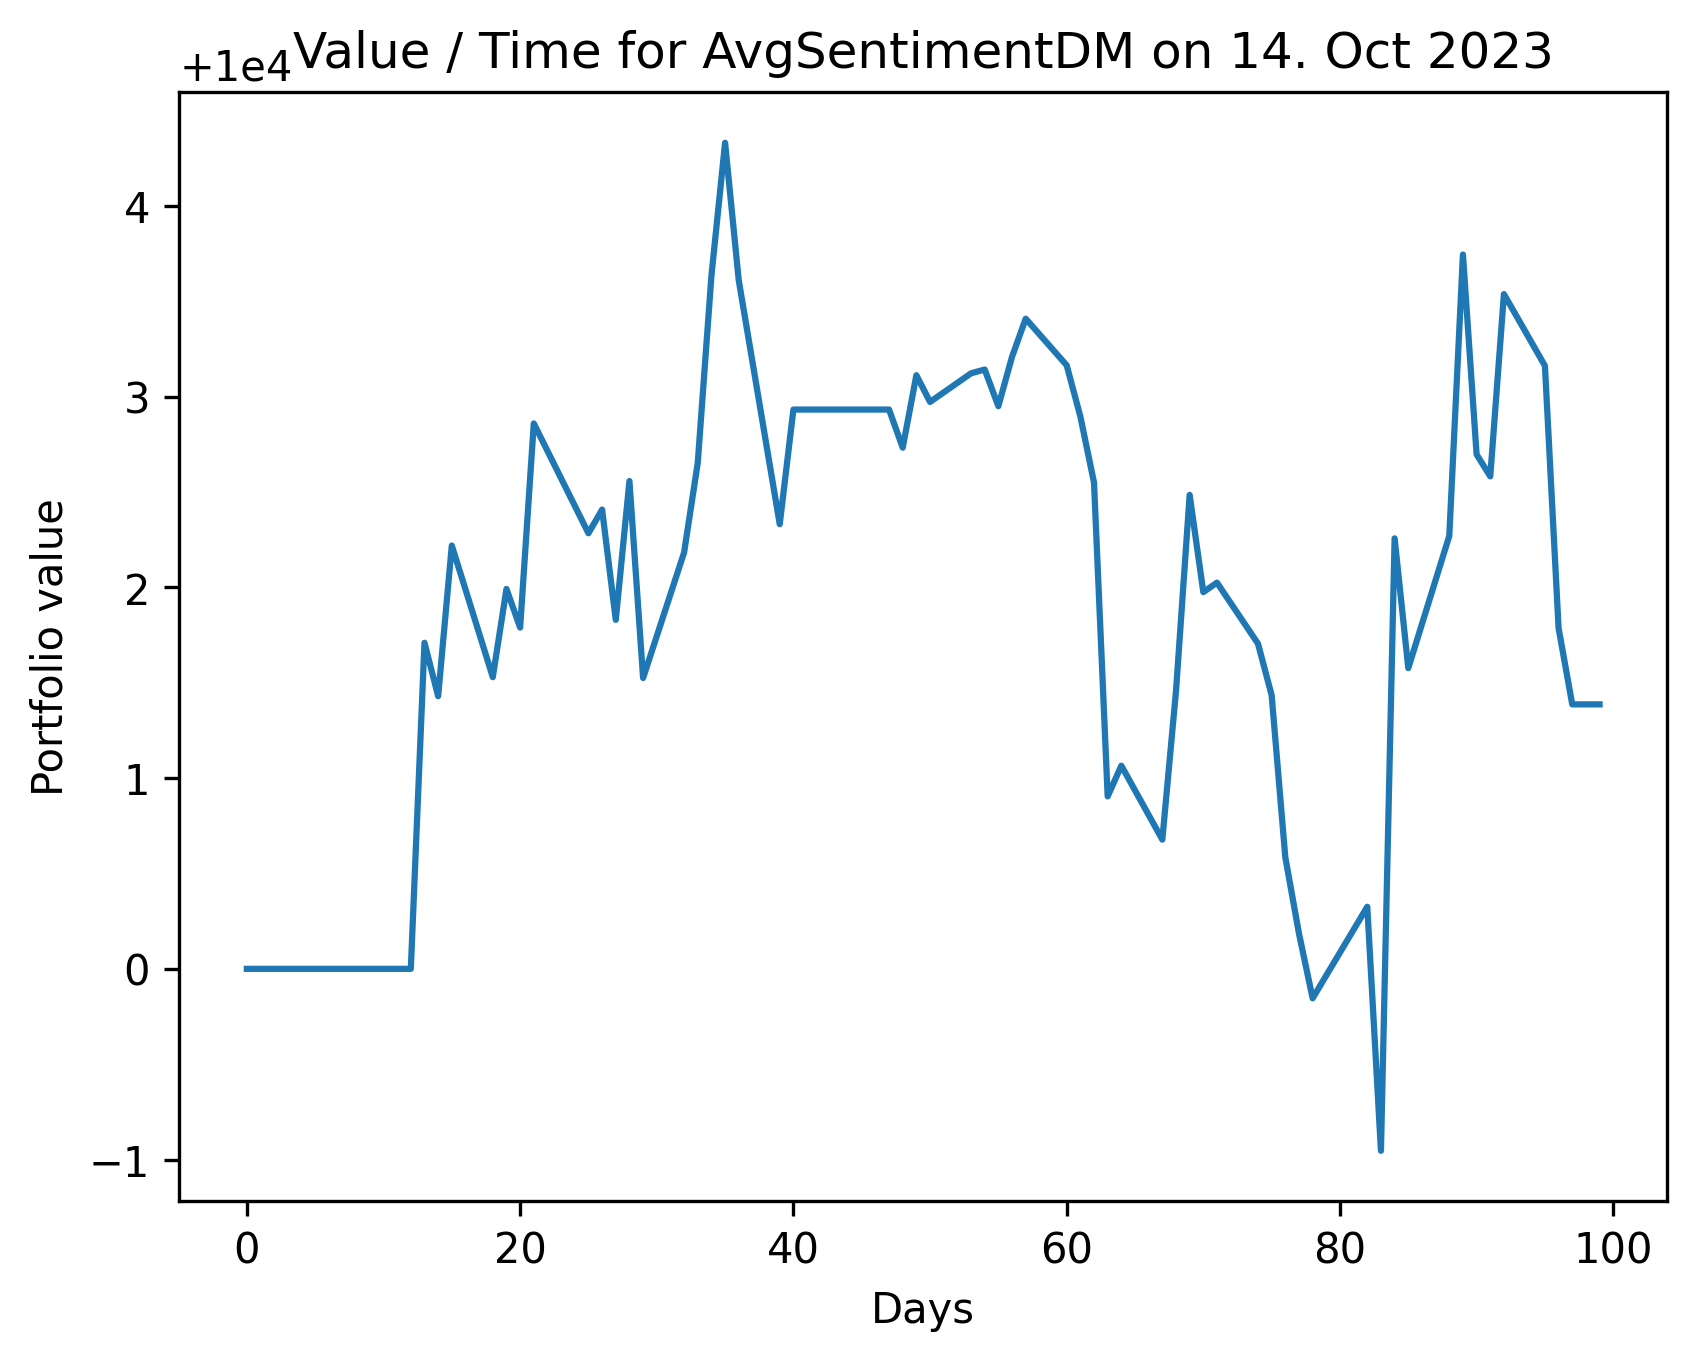 Value / Time for AvgSentimentDM on 14. Oct 2023
+1e4
4
3
2
1
0
−1
Portfolio value
0 20 40 60 80 100
Days